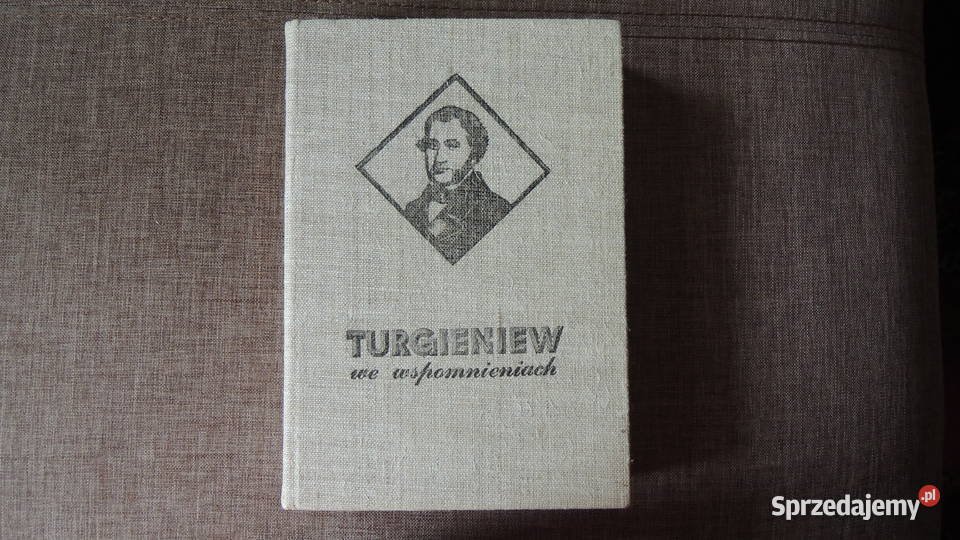 TURGIENIEW
we wspomnieniach
Sprzedajemy.pl